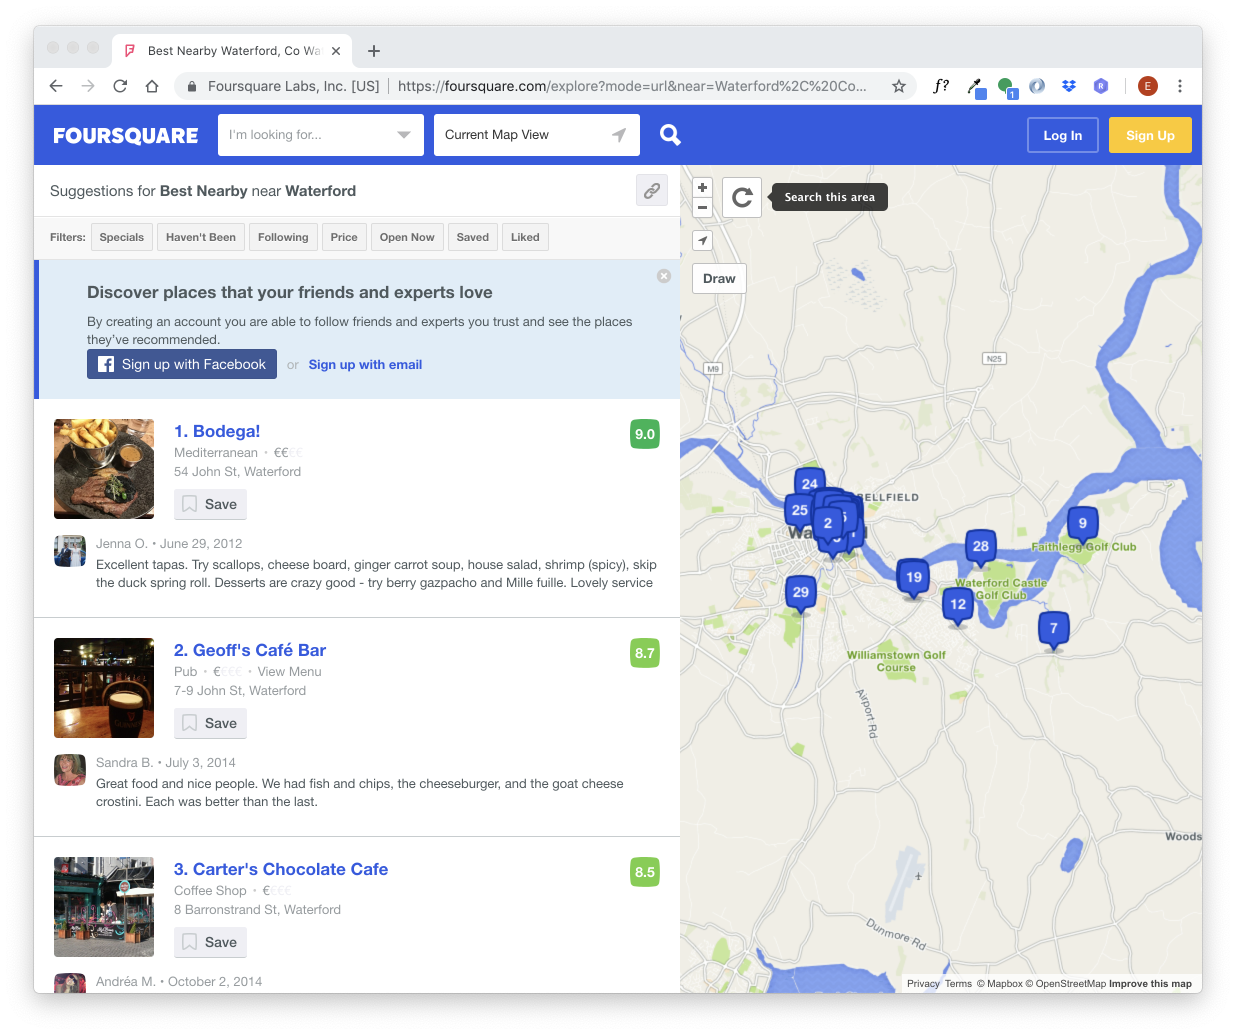 Best Nearby Waterford, Co Wa
Foursquare Labs, Inc. [US] https://foursquare.com/explore?mode=url&near=Waterford%2C%20Co...
f?
1
R
E
FOURSQUARE
I'm looking for...
Current Map View
Log In
Sign Up
Suggestions for Best Nearby near Waterford
Filters: Specials Haven't Been Following Price Open Now Saved Liked
Discover places that your friends and experts love
By creating an account you are able to follow friends and experts you trust and see the places
they've recommended.
Sign up with Facebook or Sign up with email
1. Bodega!
9.0
Mediterranean • €€€€
54 John St, Waterford
Save
Jenna O. • June 29, 2012
Excellent tapas. Try scallops, cheese board, ginger carrot soup, house salad, shrimp (spicy), skip
the duck spring roll. Desserts are crazy good - try berry gazpacho and Mille fuille. Lovely service
2. Geoff's Café Bar
8.7
Pub • €€€€ • View Menu
7-9 John St, Waterford
Save
Sandra B. • July 3, 2014
Great food and nice people. We had fish and chips, the cheeseburger, and the goat cheese
crostini. Each was better than the last.
3. Carter's Chocolate Cafe
8.5
Coffee Shop • €€€€
8 Barronstrand St, Waterford
Save
Andréa M. • October 2, 2014
+
−
Search this area
Draw
N25
M9
24
BELLFIELD
25
2
9
28
Faithlegg Golf Club
19
Waterford Castle
Golf Club
29
12
7
Williamstown Golf
Course
Airport Rd
Woods
Dunmore Rd
Privacy Terms © Mapbox © OpenStreetMap Improve this map